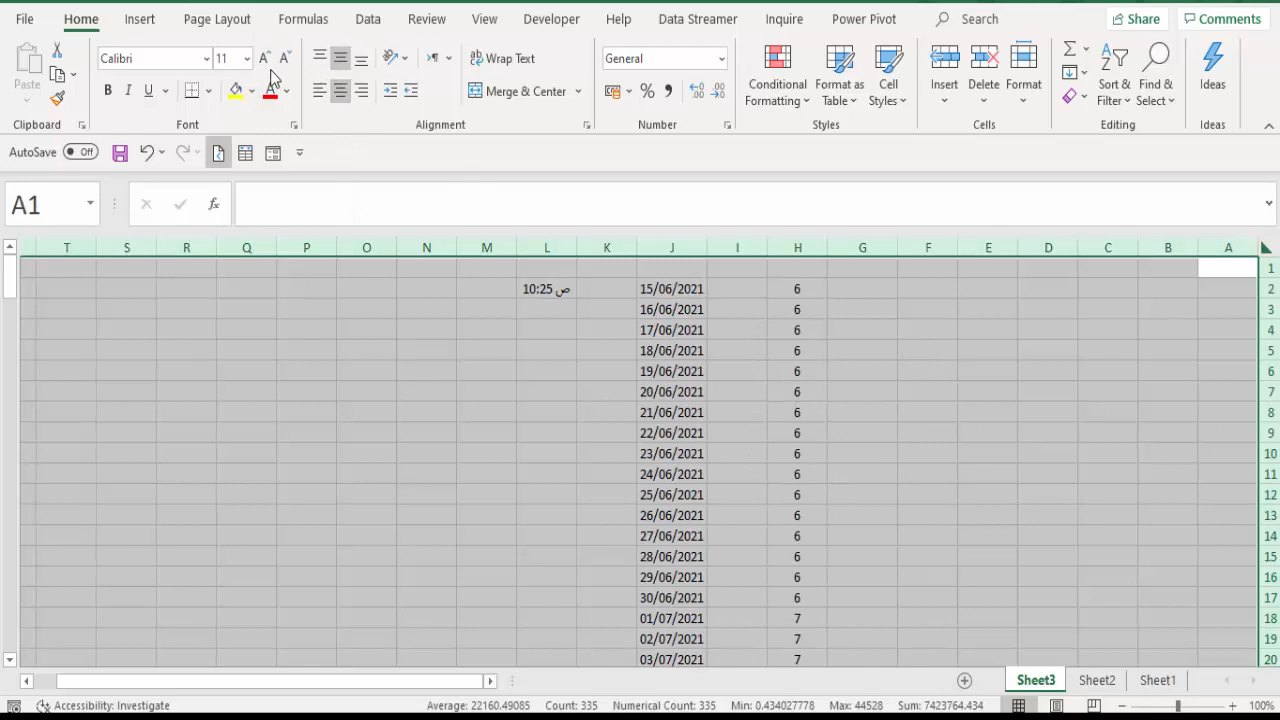 File Home Insert Page Layout Formulas Data Review View Developer Help Data Streamer Inquire Power Pivot Search Share Comments
Paste Calibri 11 Wrap Text General Conditional Formatting Format as Table Cell Styles Insert Delete Format Sort & Filter Find & Select Ideas
B I U A Merge & Center %
Clipboard Font Alignment Number Styles Cells Editing Ideas
AutoSave Off
A1 fx
T S R Q P O N M L K J I H G F E D C B A
1
10:25 ص 15/06/2021 6 2
16/06/2021 6 3
17/06/2021 6 4
18/06/2021 6 5
19/06/2021 6 6
20/06/2021 6 7
21/06/2021 6 8
22/06/2021 6 9
23/06/2021 6 10
24/06/2021 6 11
25/06/2021 6 12
26/06/2021 6 13
27/06/2021 6 14
28/06/2021 6 15
29/06/2021 6 16
30/06/2021 6 17
01/07/2021 7 18
02/07/2021 7 19
03/07/2021 7 20
Sheet3 Sheet2 Sheet1
Accessibility: Investigate Average: 22160.49085 Count: 335 Numerical Count: 335 Min: 0.434027778 Max: 44528 Sum: 7423764.434 100%